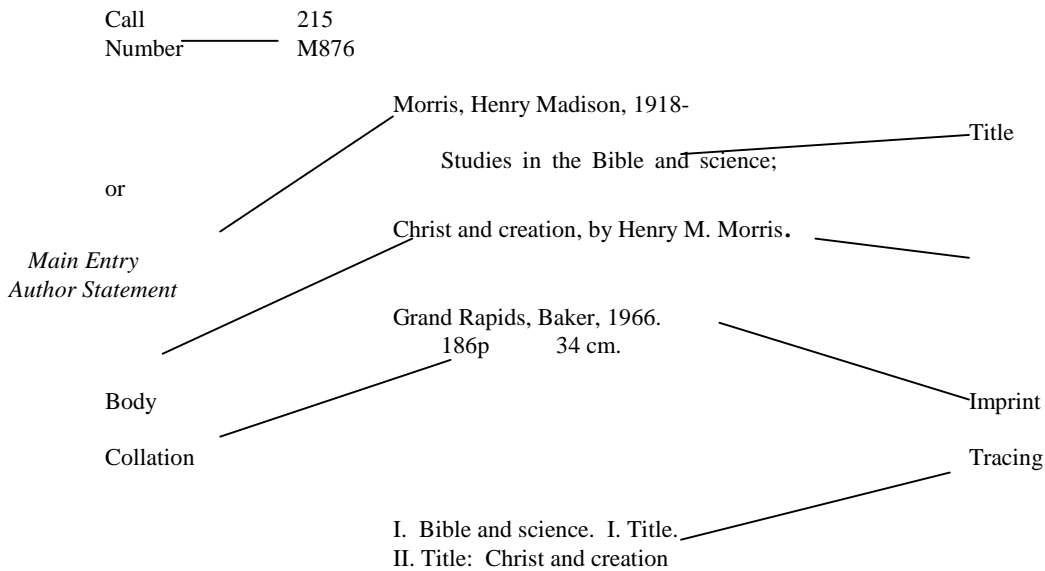 Call 215
Number M876
Morris, Henry Madison, 1918-
Title
Studies in the Bible and science;
or
Christ and creation, by Henry M. Morris.
Main Entry
Author Statement
Grand Rapids, Baker, 1966.
186p 34 cm.
Body Imprint
Collation Tracing
I. Bible and science. I. Title.
II. Title: Christ and creation